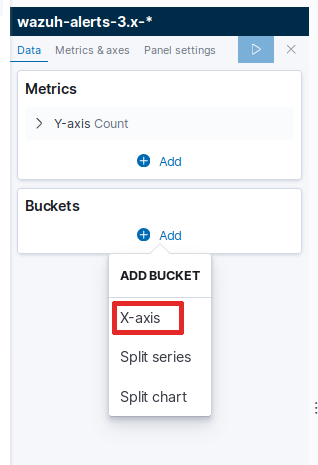 wazuh-alerts-3.x-*
Data Metrics & axes Panel settings
Metrics
Y-axis Count
Add
Buckets
Add
ADD BUCKET
X-axis
Split series
Split chart